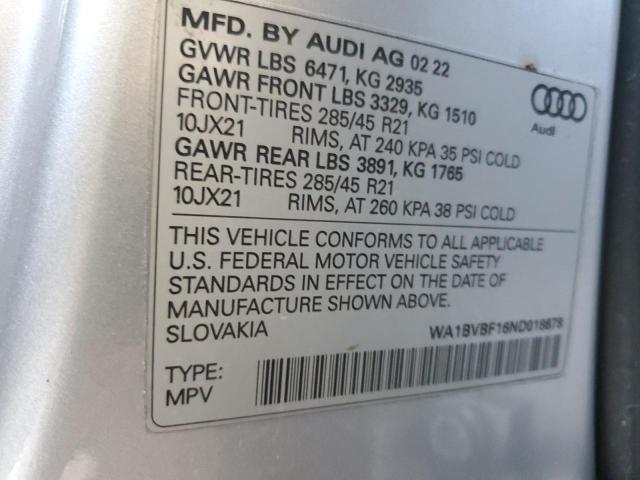 MFD. BY AUDI AG 02 22
GVWR LBS 6471, KG 2935
GAWR FRONT LBS 3329, KG 1510
FRONT-TIRES 285/45 R21
10JX21 RIMS, AT 240 KPA 35 PSI COLD
GAWR REAR LBS 3891, KG 1765
REAR-TIRES 285/45 R21
10JX21 RIMS, AT 260 KPA 38 PSI COLD
Audi
THIS VEHICLE CONFORMS TO ALL APPLICABLE
U.S. FEDERAL MOTOR VEHICLE SAFETY
STANDARDS IN EFFECT ON THE DATE OF
MANUFACTURE SHOWN ABOVE.
SLOVAKIA WA1BVBF16ND018678
TYPE:
MPV